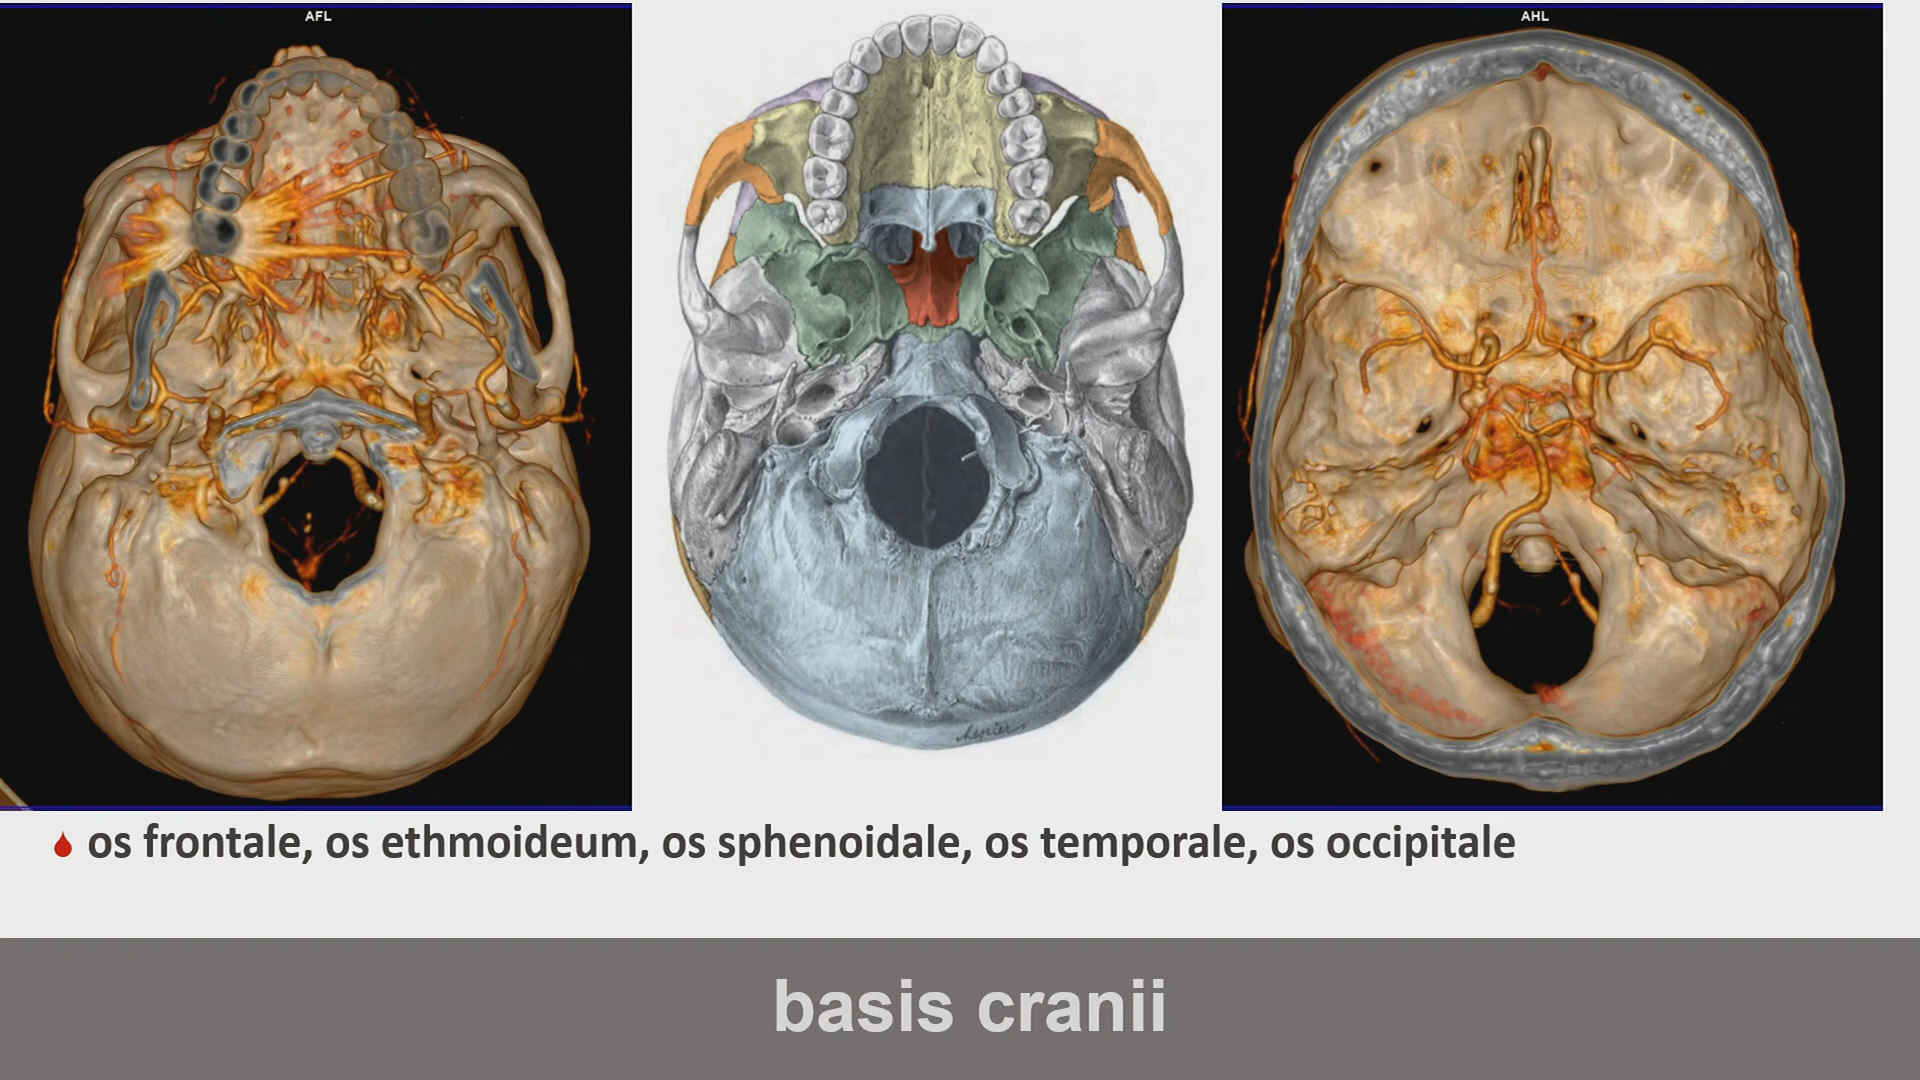 AFL
AHL
os frontale, os ethmoideum, os sphenoidale, os temporale, os occipitale
basis cranii